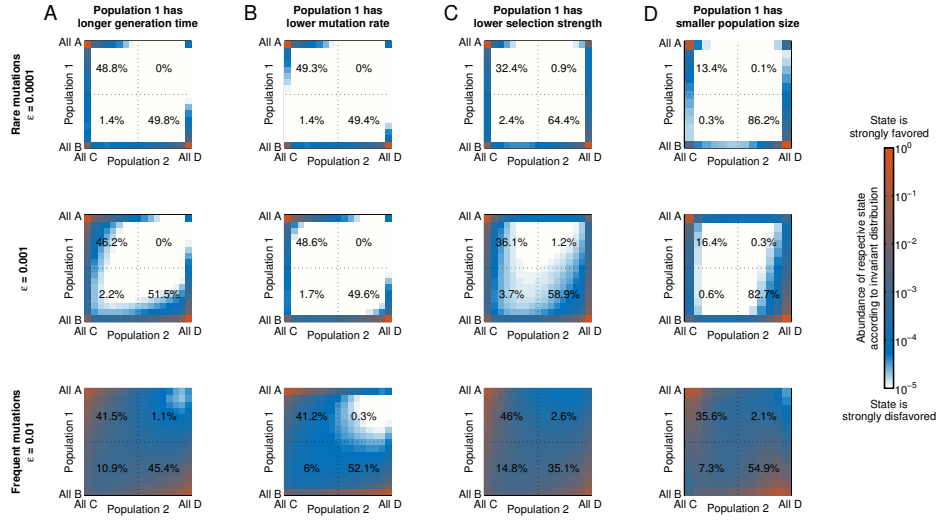 A
Population 1 has
longer generation time
B
Population 1 has
lower mutation rate
C
Population 1 has
lower selection strength
D
Population 1 has
smaller population size
Rare mutations
ε = 0.0001
All A
Population 1
All B
48.8%
0%
1.4%
49.8%
All C
Population 2
All D
All A
Population 1
All B
49.3%
0%
1.4%
49.4%
All C
Population 2
All D
All A
Population 1
All B
32.4%
0.9%
2.4%
64.4%
All C
Population 2
All D
All A
Population 1
All B
13.4%
0.1%
0.3%
86.2%
All C
Population 2
All D
ε = 0.001
All A
Population 1
All B
46.2%
0%
2.2%
51.5%
All C
Population 2
All D
All A
Population 1
All B
48.6%
0%
1.7%
49.6%
All C
Population 2
All D
All A
Population 1
All B
36.1%
1.2%
3.7%
58.9%
All C
Population 2
All D
All A
Population 1
All B
16.4%
0.3%
0.6%
82.7%
All C
Population 2
All D
Frequent mutations
ε = 0.01
All A
Population 1
All B
41.5%
1.1%
10.9%
45.4%
All C
Population 2
All D
All A
Population 1
All B
41.2%
0.3%
6%
52.1%
All C
Population 2
All D
All A
Population 1
All B
46%
2.6%
14.8%
35.1%
All C
Population 2
All D
All A
Population 1
All B
35.6%
2.1%
7.3%
54.9%
All C
Population 2
All D
State is
strongly favored
Abundance of respective state
according to invariant distribution
10⁰
10⁻¹
10⁻²
10⁻³
10⁻⁴
10⁻⁵
State is
strongly disfavored